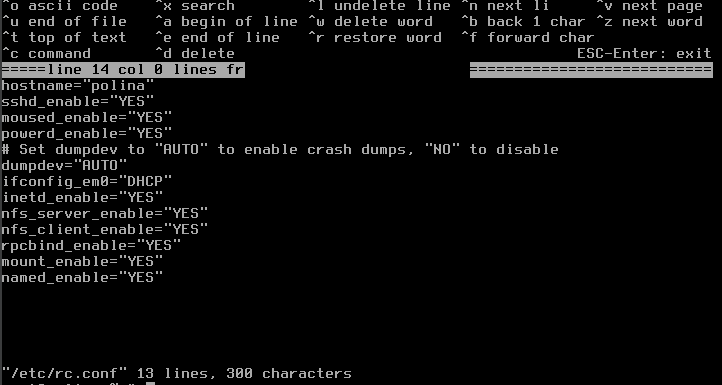 ^o ascii code ^x search ^l undelete line ^n next li ^v next page
^u end of file ^a begin of line ^w delete word ^b back 1 char ^z next word
^t top of text ^e end of line ^r restore word ^f forward char
^c command ^d delete ESC-Enter: exit
=====line 14 col 0 lines fr ==========================
hostname="polina"
sshd_enable="YES"
moused_enable="YES"
powerd_enable="YES"
# Set dumpdev to "AUTO" to enable crash dumps, "NO" to disable
dumpdev="AUTO"
ifconfig_em0="DHCP"
inetd_enable="YES"
nfs_server_enable="YES"
nfs_client_enable="YES"
rpcbind_enable="YES"
mount_enable="YES"
named_enable="YES"
"/etc/rc.conf" 13 lines, 300 characters